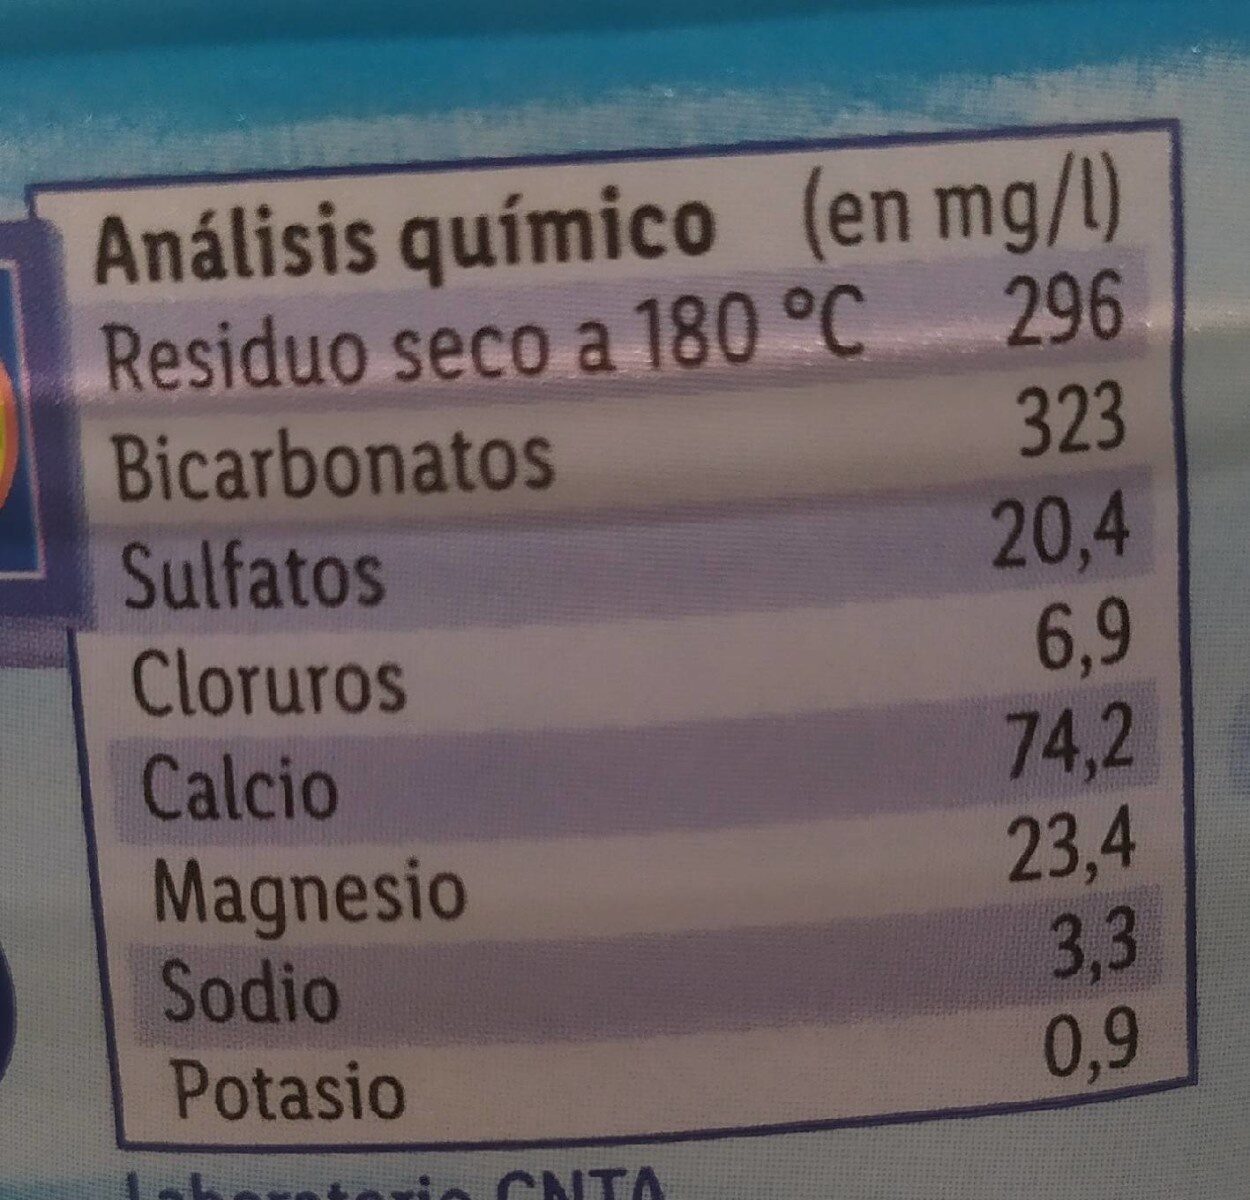 Análisis químico (en mg/l)
Residuo seco a 180 °C 296
Bicarbonatos 323
Sulfatos 20,4
Cloruros 6,9
Calcio 74,2
Magnesio 23,4
Sodio 3,3
Potasio 0,9
Laboratorio CNTA